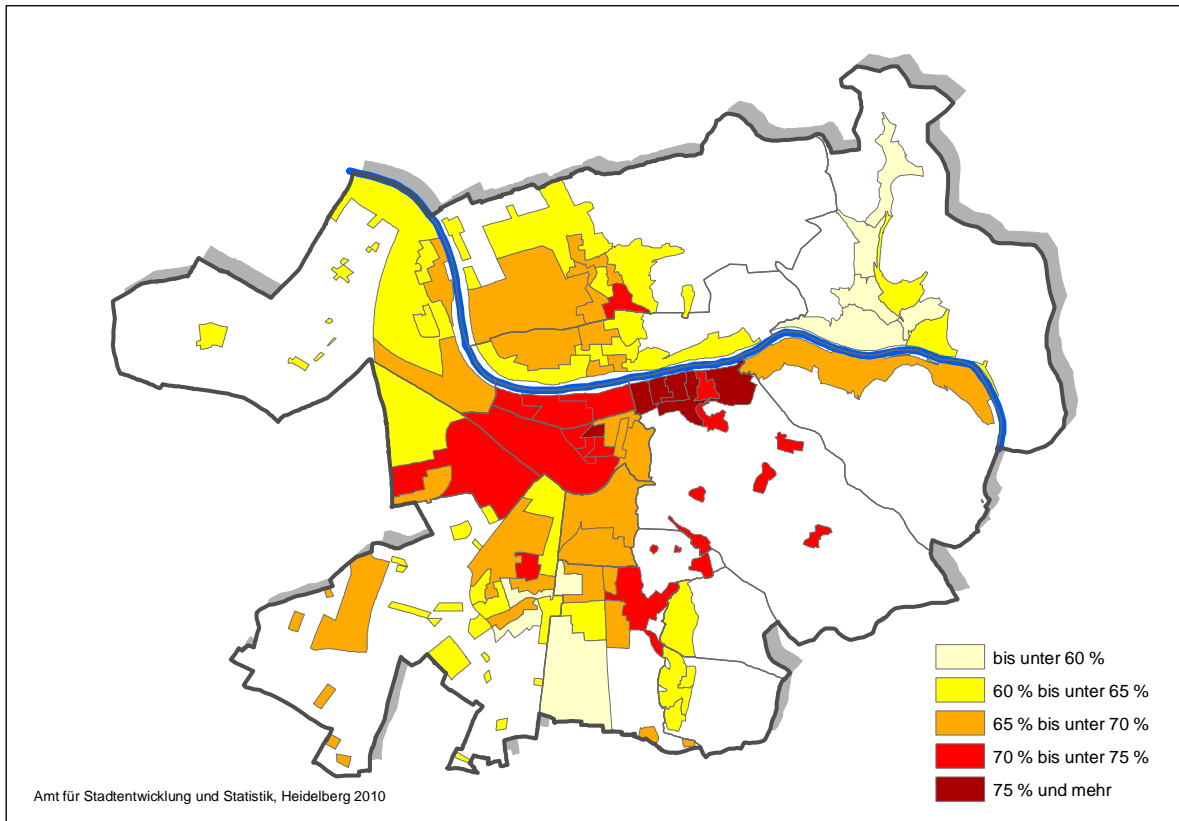 bis unter 60 %
60 % bis unter 65 %
65 % bis unter 70 %
70 % bis unter 75 %
75 % und mehr
Amt für Stadtentwicklung und Statistik, Heidelberg 2010